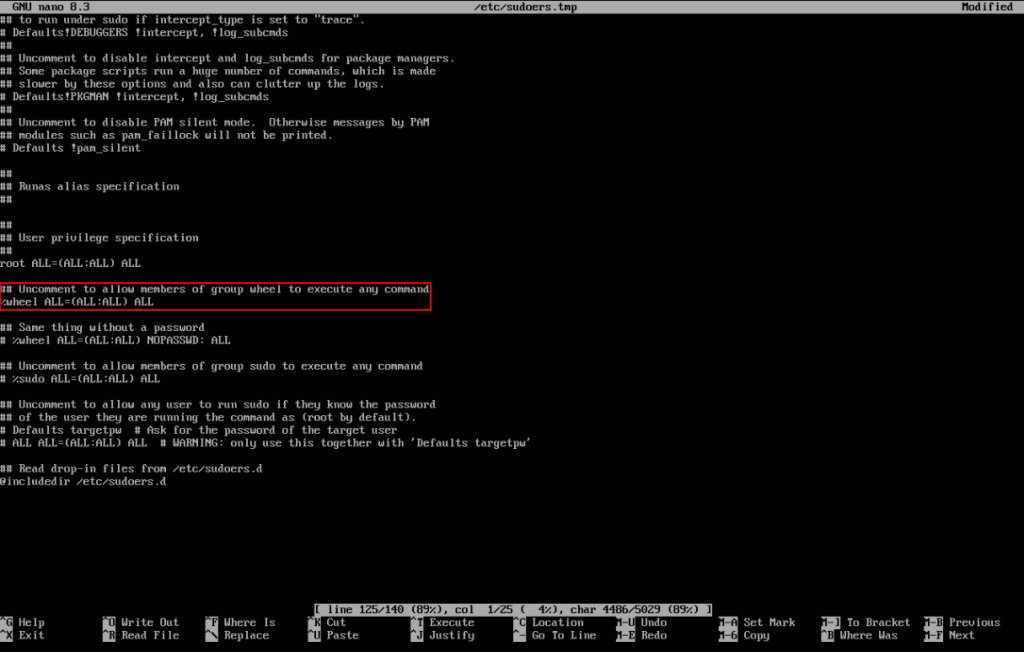 GNU nano 8.3 /etc/sudoers.tmp Modified
## to run under sudo if intercept_type is set to "trace".
# Defaults!DEBUGGERS !intercept, !log_subcmds
##
## Uncomment to disable intercept and log_subcmds for package managers.
## Some package scripts run a huge number of commands, which is made
## slower by these options and also can clutter up the logs.
# Defaults!PKGMAN !intercept, !log_subcmds
##
## Uncomment to disable PAM silent mode.  Otherwise messages by PAM
## modules such as pam_faillock will not be printed.
# Defaults !pam_silent
##
## Runas alias specification
##
##
## User privilege specification
##
root ALL=(ALL:ALL) ALL
## Uncomment to allow members of group wheel to execute any command
%wheel ALL=(ALL:ALL) ALL
## Same thing without a password
# %wheel ALL=(ALL:ALL) NOPASSWD: ALL
## Uncomment to allow members of group sudo to execute any command
# %sudo ALL=(ALL:ALL) ALL
## Uncomment to allow any user to run sudo if they know the password
## of the user they are running the command as (root by default).
# Defaults targetpw  # Ask for the password of the target user
# ALL ALL=(ALL:ALL) ALL  # WARNING: only use this together with 'Defaults targetpw'
## Read drop-in files from /etc/sudoers.d
@includedir /etc/sudoers.d
[ line 125/140 (89%), col  1/25 (  4%), char 4486/5029 (89%) ]
^G Help ^O Write Out ^F Where Is ^K Cut ^T Execute ^C Location M-U Undo M-A Set Mark M-] To Bracket M-B Previous
^X Exit ^R Read File ^\ Replace ^U Paste ^J Justify ^- Go To Line M-E Redo M-6 Copy ^B Where Was M-F Next